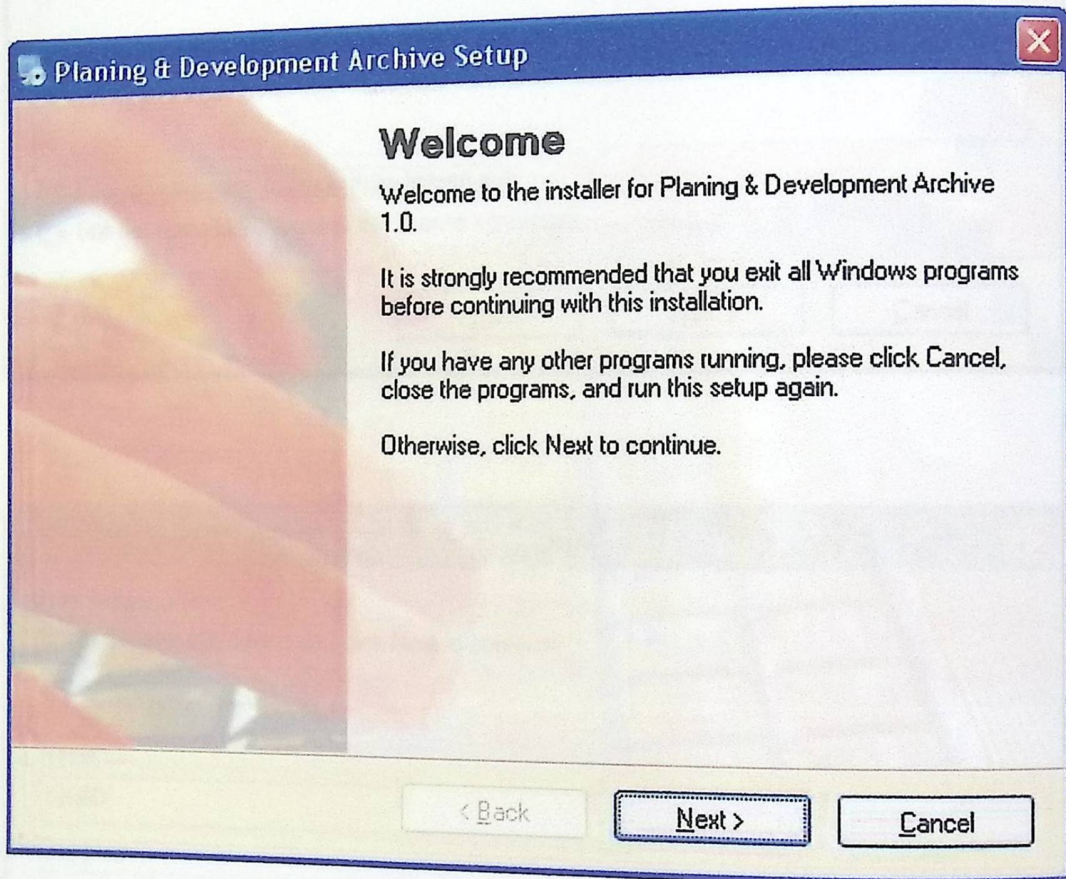 Planing & Development Archive Setup
Welcome
Welcome to the installer for Planing & Development Archive
1.0.
It is strongly recommended that you exit all Windows programs
before continuing with this installation.
If you have any other programs running, please click Cancel,
close the programs, and run this setup again.
Otherwise, click Next to continue.
< Back
Next >
Cancel